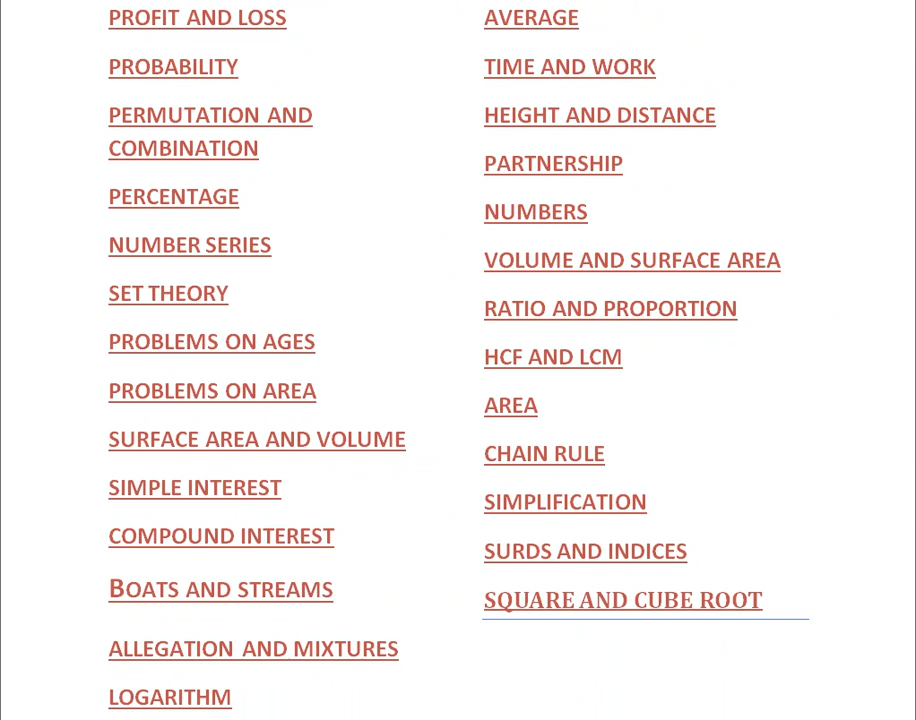 PROFIT AND LOSS
PROBABILITY
PERMUTATION AND
COMBINATION
PERCENTAGE
NUMBER SERIES
SET THEORY
PROBLEMS ON AGES
PROBLEMS ON AREA
SURFACE AREA AND VOLUME
SIMPLE INTEREST
COMPOUND INTEREST
BOATS AND STREAMS
ALLEGATION AND MIXTURES
LOGARITHM
AVERAGE
TIME AND WORK
HEIGHT AND DISTANCE
PARTNERSHIP
NUMBERS
VOLUME AND SURFACE AREA
RATIO AND PROPORTION
HCF AND LCM
AREA
CHAIN RULE
SIMPLIFICATION
SURDS AND INDICES
SQUARE AND CUBE ROOT